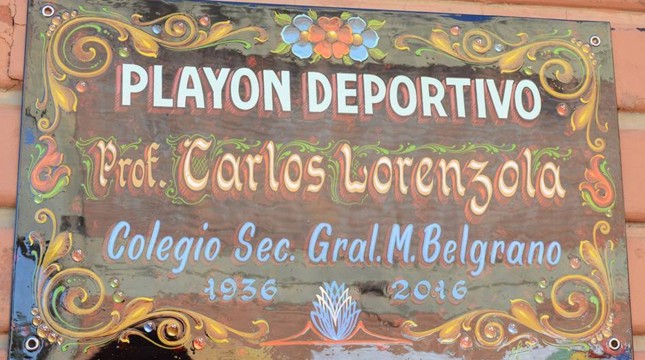 PLAYON DEPORTIVO
Prof. Carlos Lorenzola
Colegio Sec. Gral.M.Belgrano
1936 2016